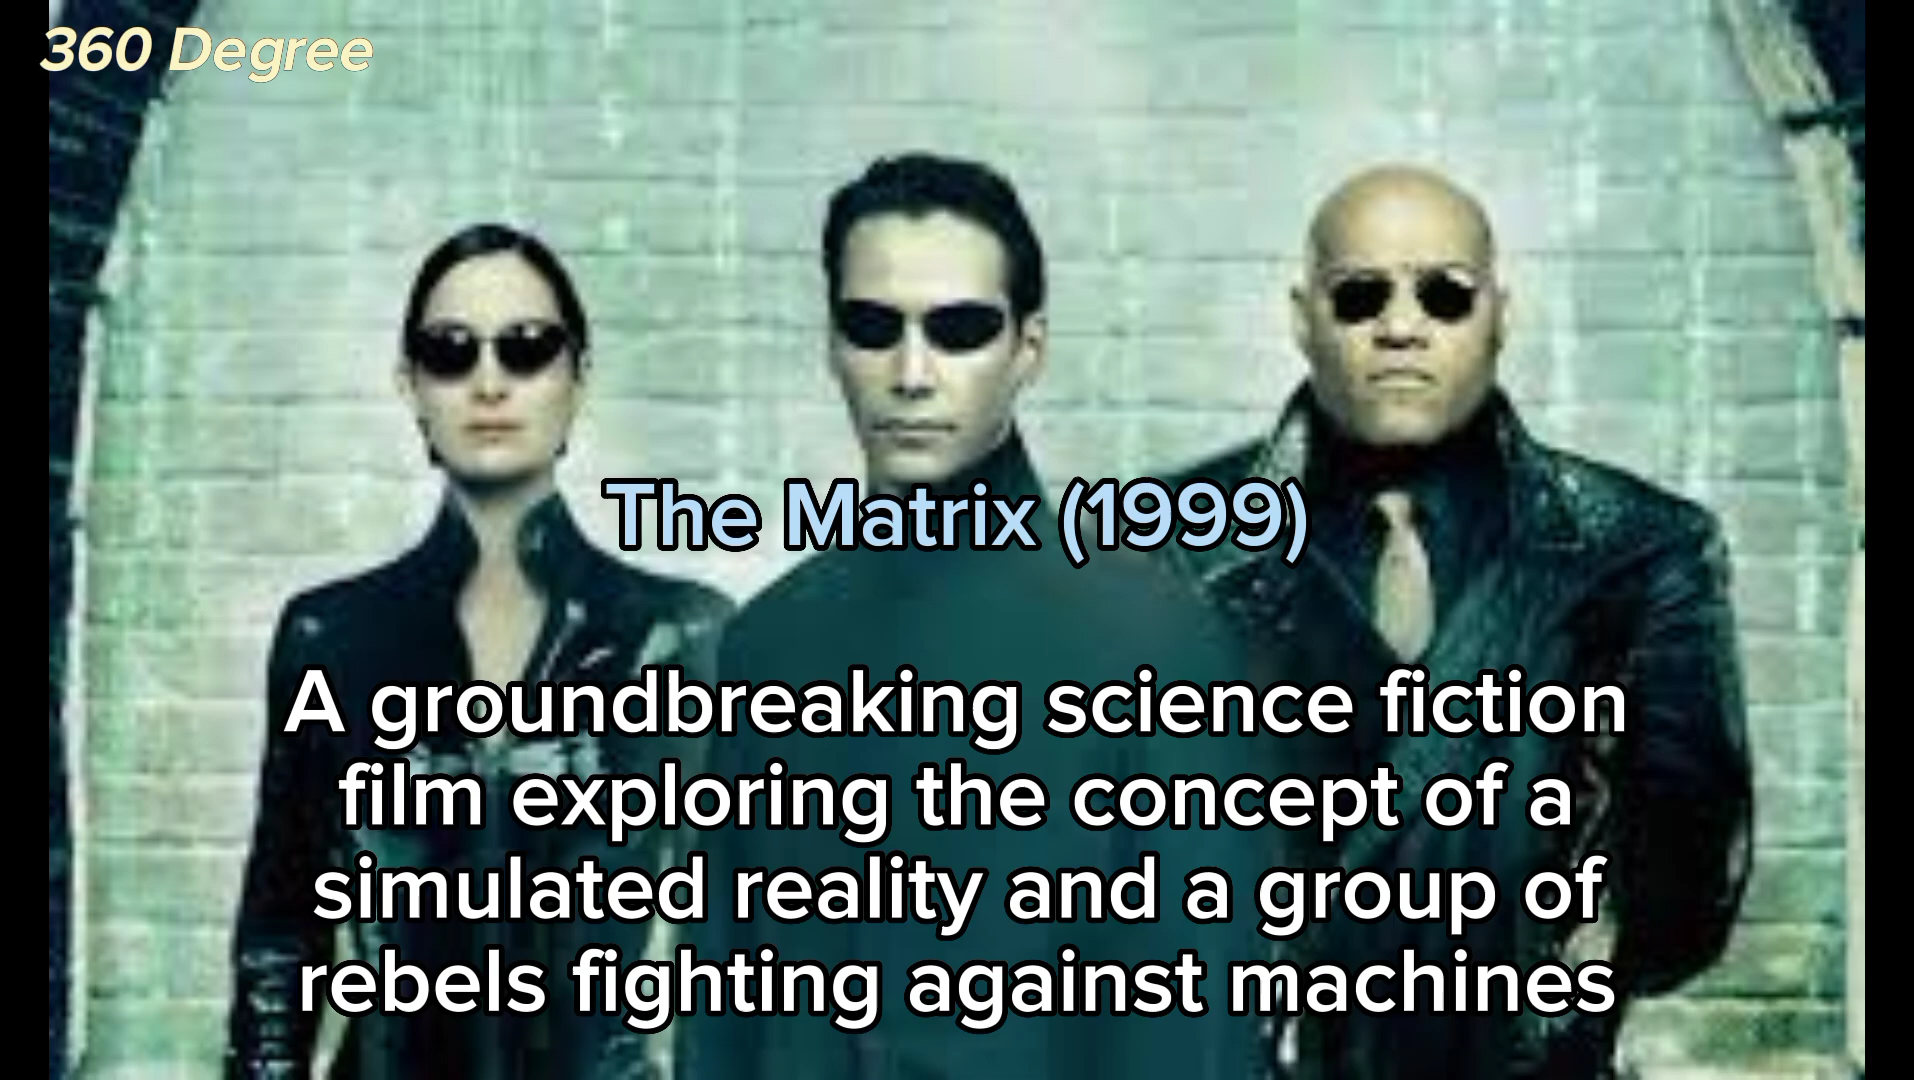 360 Degree
The Matrix (1999)
A groundbreaking science fiction
film exploring the concept of a
simulated reality and a group of
rebels fighting against machines